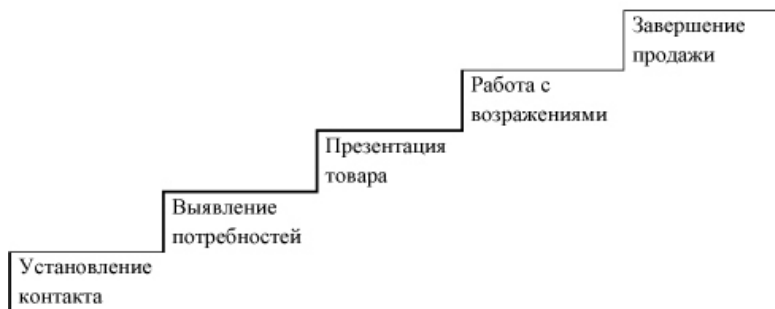 Завершение
продажи
Работа с
возражениями
Презентация
товара
Выявление
потребностей
Установление
контакта